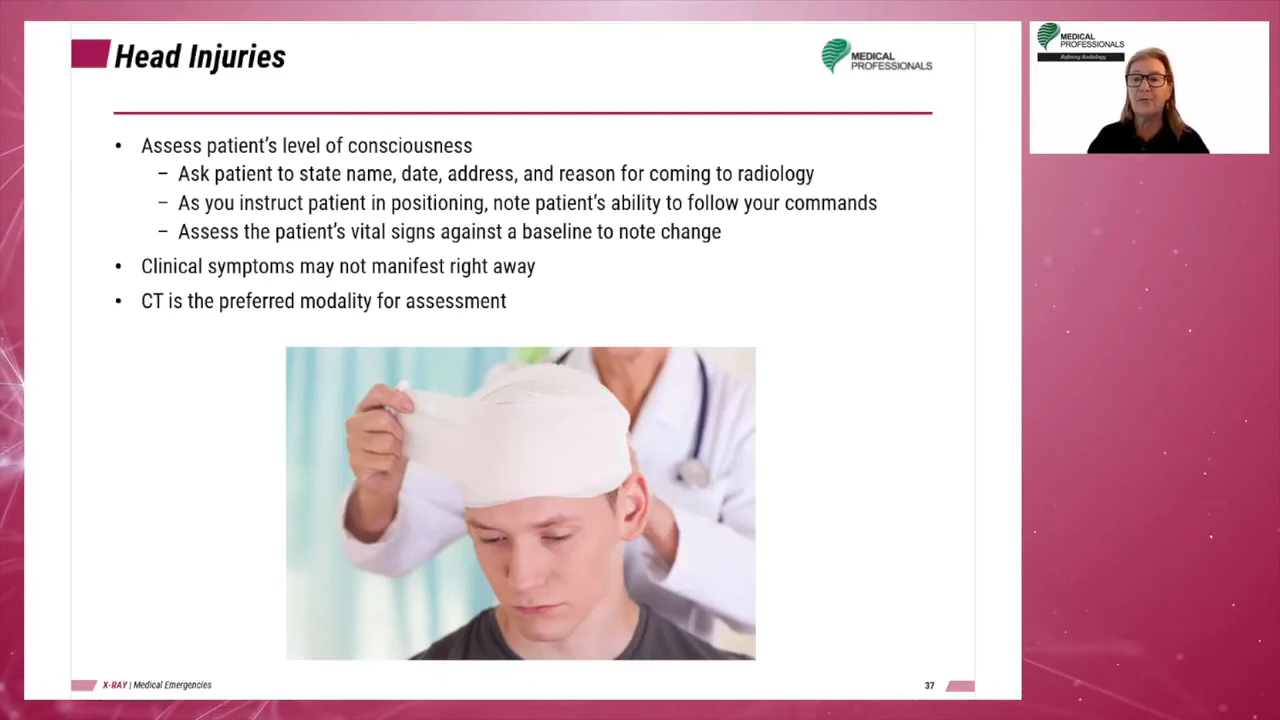 Head Injuries
MEDICAL
PROFESSIONALS
• Assess patient’s level of consciousness
– Ask patient to state name, date, address, and reason for coming to radiology
– As you instruct patient in positioning, note patient’s ability to follow your commands
– Assess the patient’s vital signs against a baseline to note change
• Clinical symptoms may not manifest right away
• CT is the preferred modality for assessment
X-RAY | Medical Emergencies
37
MEDICAL
PROFESSIONALS
Refining Radiology